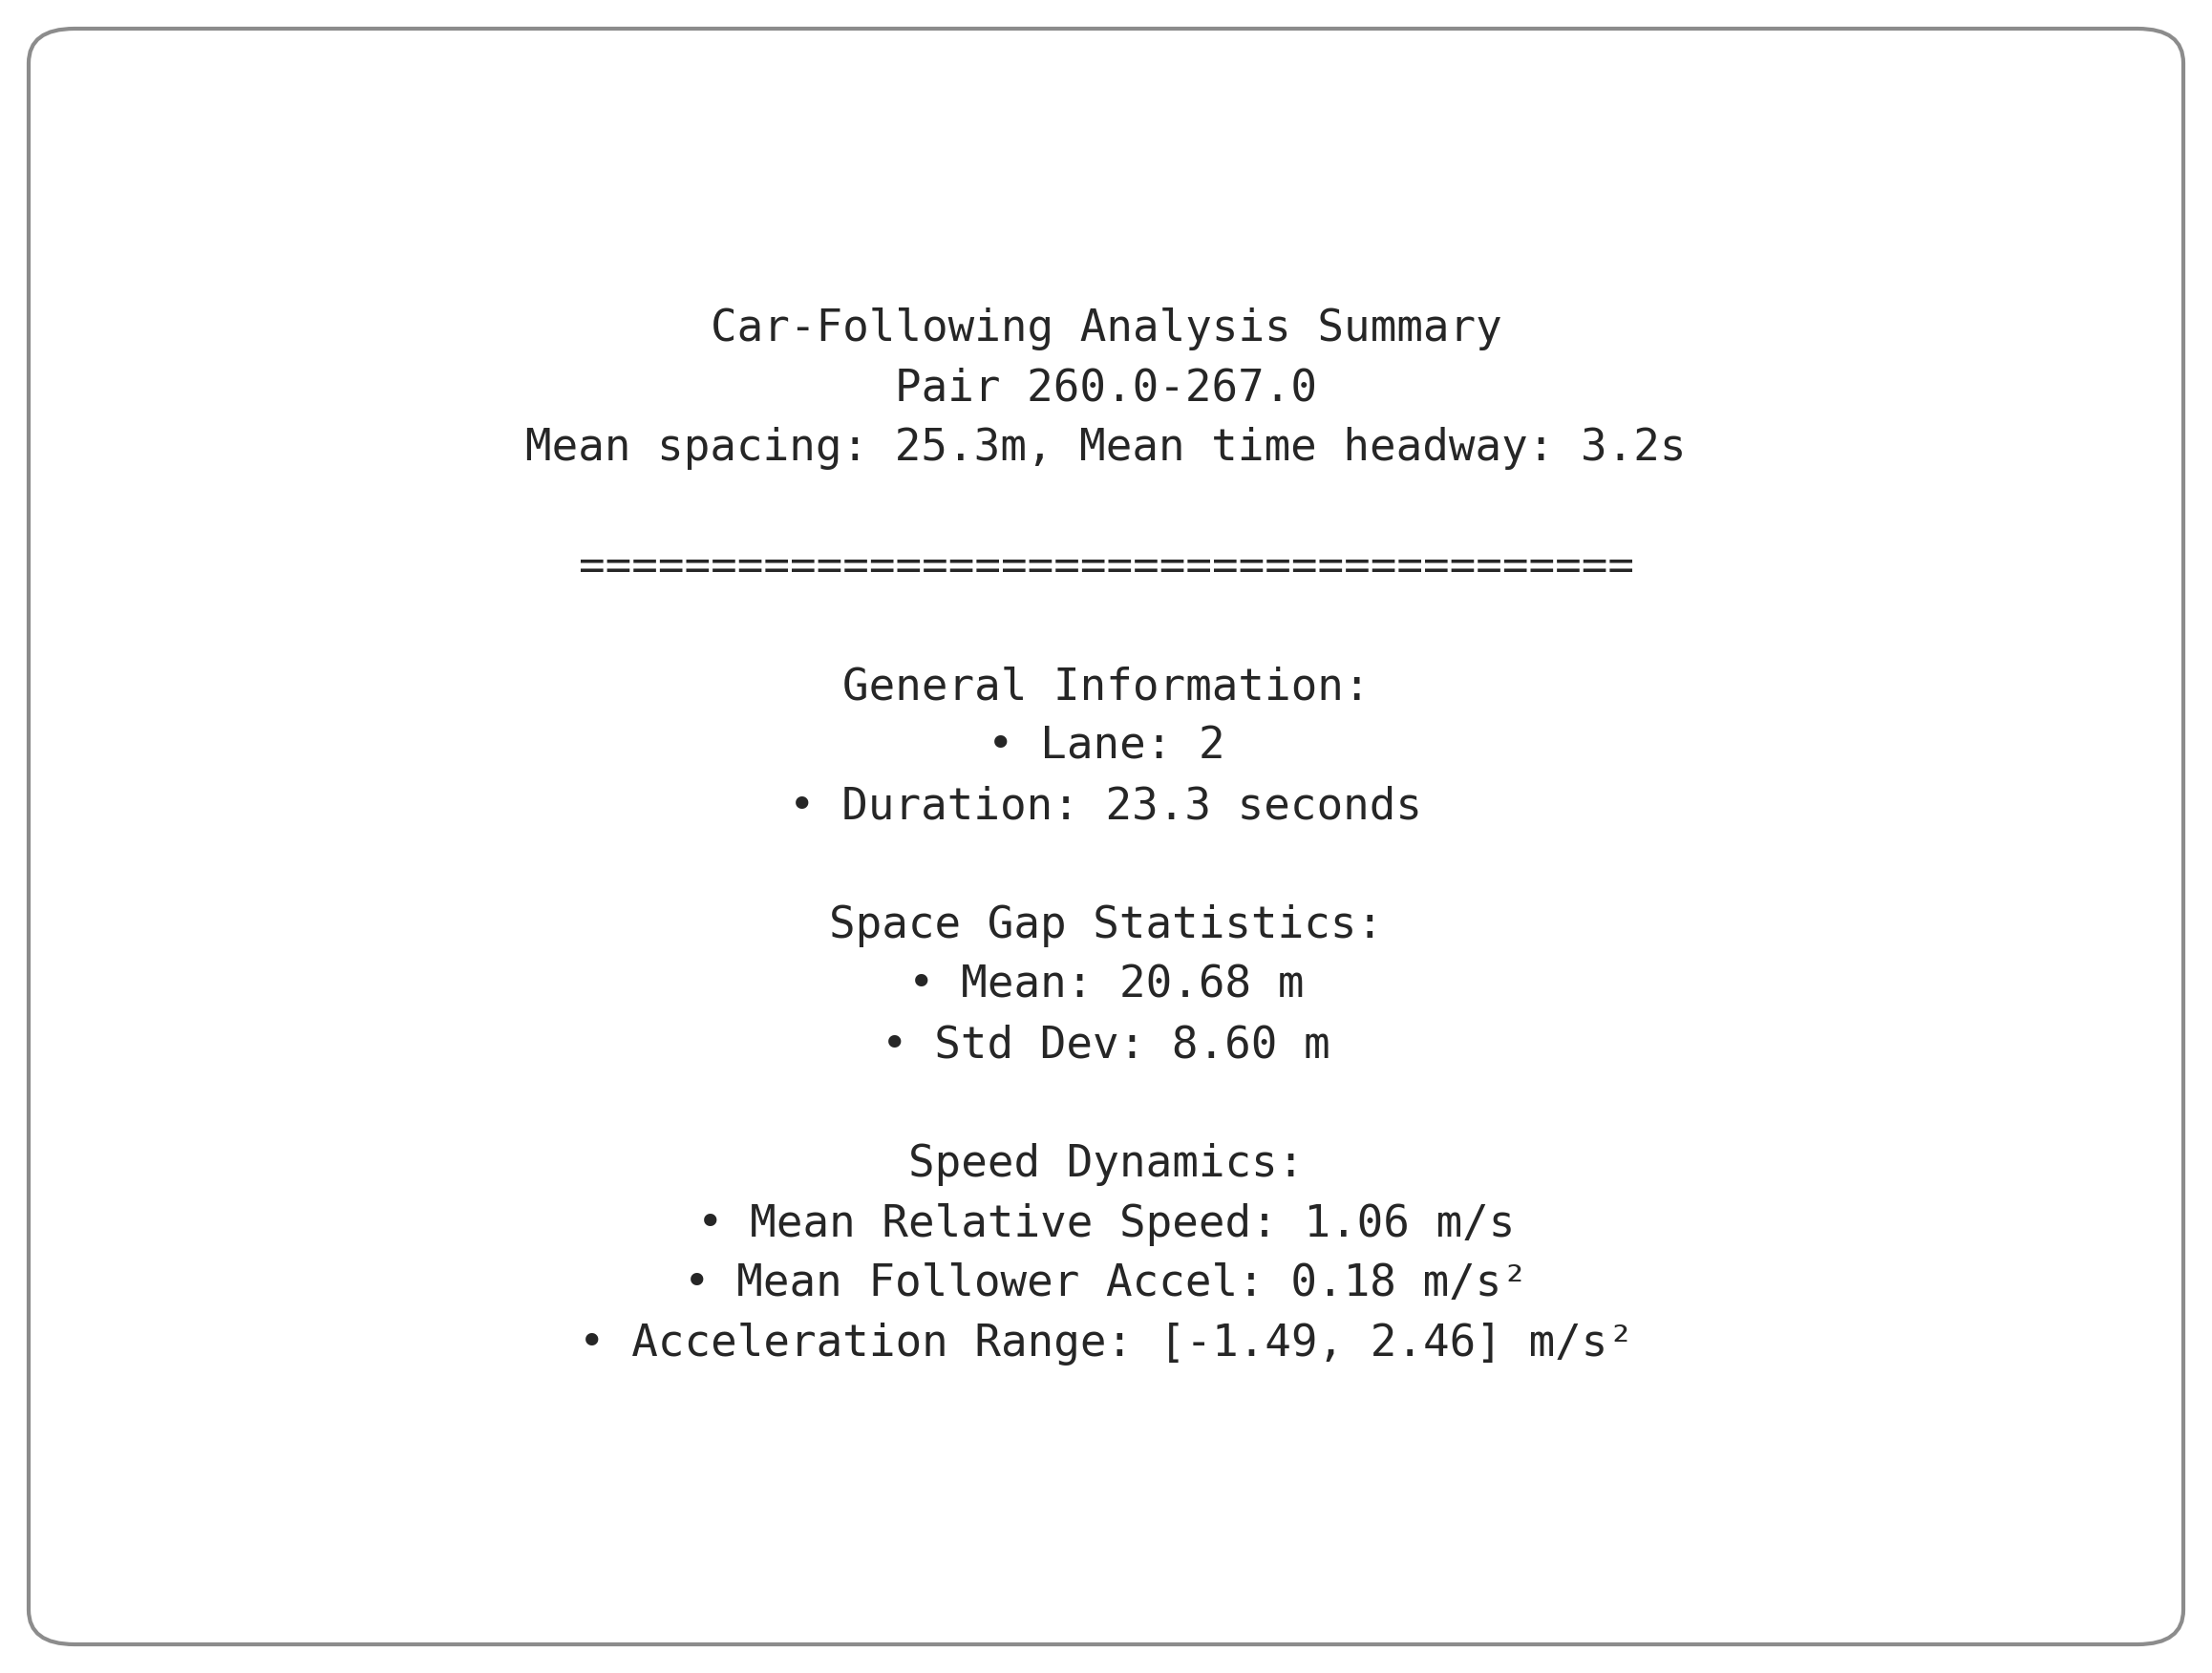 Car-Following Analysis Summary
Pair 260.0-267.0
Mean spacing: 25.3m, Mean time headway: 3.2s
========================================
General Information:
• Lane: 2
• Duration: 23.3 seconds
Space Gap Statistics:
• Mean: 20.68 m
• Std Dev: 8.60 m
Speed Dynamics:
• Mean Relative Speed: 1.06 m/s
• Mean Follower Accel: 0.18 m/s²
• Acceleration Range: [-1.49, 2.46] m/s²